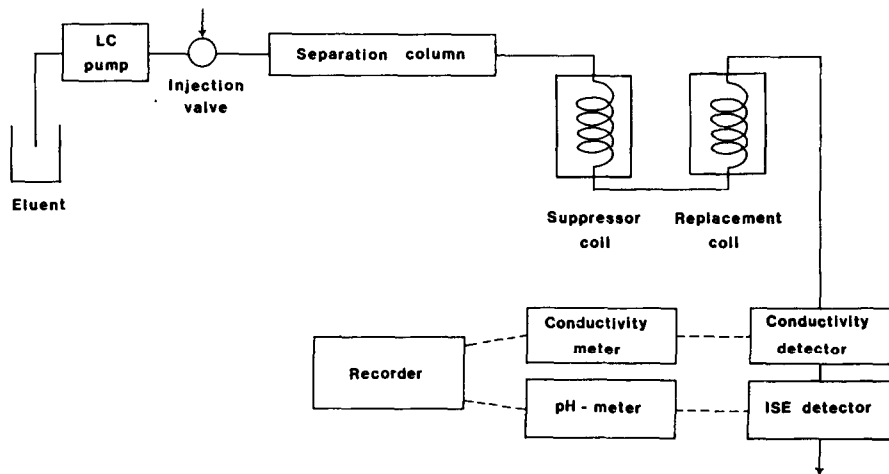 LC
pump
Separation column
Injection
valve
Eluent
Suppressor
coil
Replacement
coil
Conductivity
meter
Conductivity
detector
Recorder
pH - meter
ISE detector